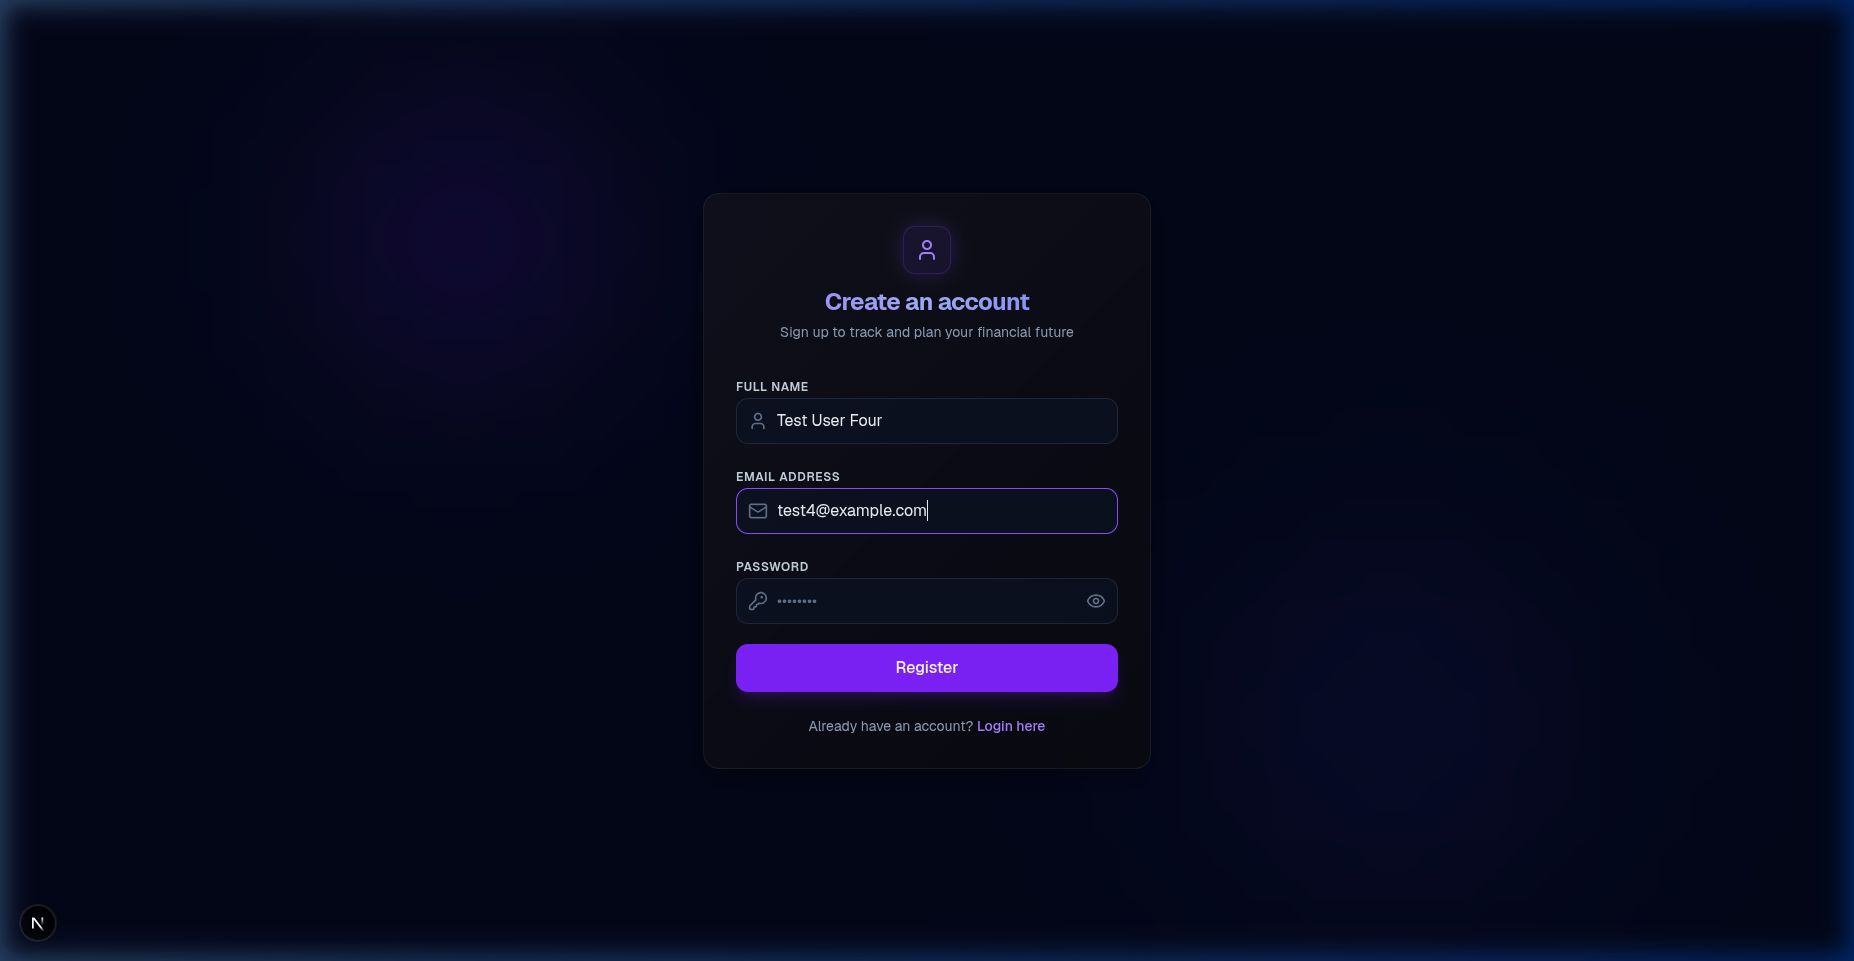 Create an account
Sign up to track and plan your financial future
FULL NAME
Test User Four
EMAIL ADDRESS
test4@example.com
PASSWORD
••••••••
Register
Already have an account? Login here
N